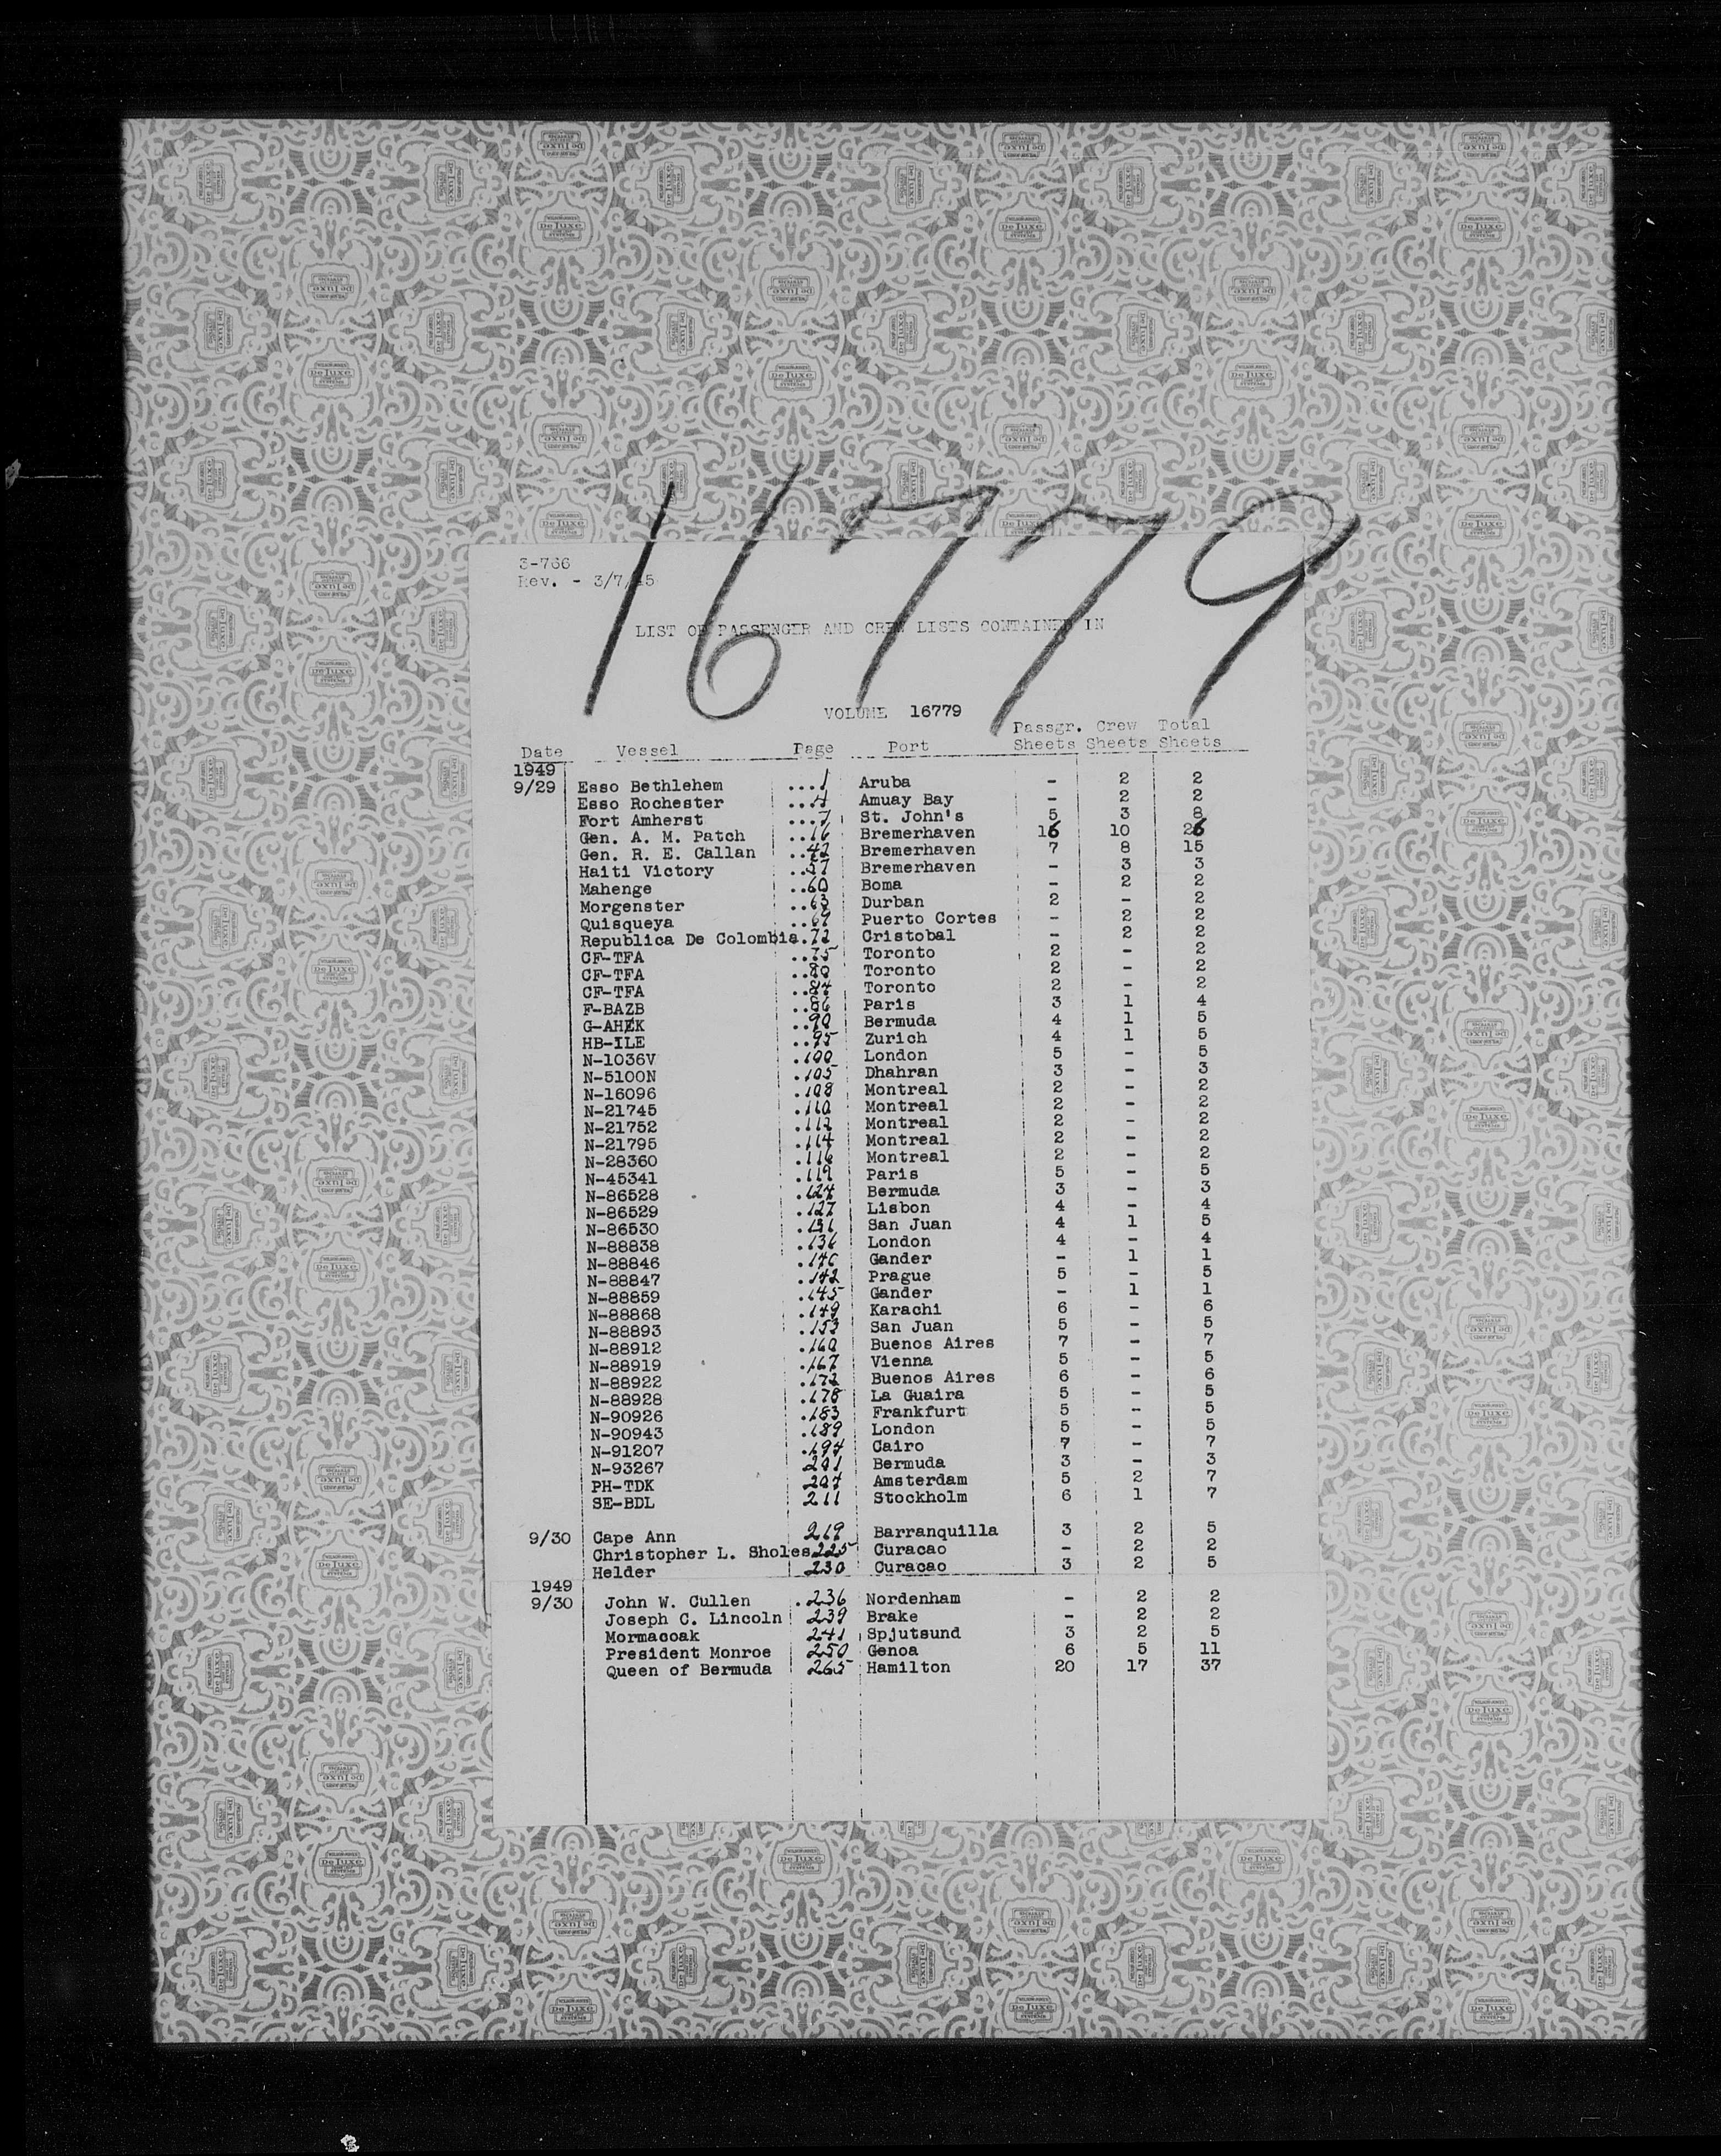 16779
3-766
Rev. - 3/7/45
LIST OF PASSENGER AND CREW LISTS CONTAINED IN
VOLUME 16779
Passgr. Crew Total
Date Vessel Page Port Sheets Sheets Sheets
1949
9/29 Esso Bethlehem ....1 Aruba - 2 2
Esso Rochester ....4 Amuay Bay - 2 2
Fort Amherst ....7 St. John's 5 3 8
Gen. A. M. Patch ..16 Bremerhaven 16 10 26
Gen. R. E. Callan ..42 Bremerhaven 7 8 15
Haiti Victory ..57 Bremerhaven - 3 3
Mahenge ..60 Boma - 2 2
Morgenster ..63 Durban 2 - 2
Quisqueya ..69 Puerto Cortes - 2 2
Republica De Colombia.72 Cristobal - 2 2
CF-TFA ..75 Toronto 2 - 2
CF-TFA ..80 Toronto 2 - 2
CF-TFA ..84 Toronto 2 - 2
F-BAZB ..86 Paris 3 1 4
G-AHEK ..90 Bermuda 4 1 5
HB-ILE ..95 Zurich 4 1 5
N-1036V .100 London 5 - 5
N-5100N .105 Dhahran 3 - 3
N-16096 .108 Montreal 2 - 2
N-21745 .110 Montreal 2 - 2
N-21752 .112 Montreal 2 - 2
N-21795 .114 Montreal 2 - 2
N-28360 .116 Montreal 2 - 2
N-45341 .119 Paris 5 - 5
N-86528 .124 Bermuda 3 - 3
N-86529 .127 Lisbon 4 - 4
N-86530 .131 San Juan 4 1 5
N-88838 .136 London 4 - 4
N-88846 Gander - 1 1
N-88847 .142 Prague 5 - 5
N-88859 .145 Gander - 1 1
N-88868 .149 Karachi 6 - 6
N-88893 .153 San Juan 5 - 5
N-88912 .160 Buenos Aires 7 - 7
N-88919 .167 Vienna 5 - 5
N-88922 .172 Buenos Aires 6 - 6
N-88928 .178 La Guaira 5 - 5
N-90926 .183 Frankfurt 5 - 5
N-90943 .189 London 5 - 5
N-91207 .194 Cairo 7 - 7
N-93267 201 Bermuda 3 - 3
PH-TDK 204 Amsterdam 5 2 7
SE-BDL 211 Stockholm 6 1 7
9/30 Cape Ann 219 Barranquilla 3 2 5
Christopher L. Sholes 225 Curacao - 2 2
Helder 230 Curacao 3 2 5
1949
9/30 John W. Cullen .236 Nordenham - 2 2
Joseph C. Lincoln 239 Brake - 2 2
Mormacoak 241 Spjutsund 3 2 5
President Monroe 250 Genoa 6 5 11
Queen of Bermuda 265 Hamilton 20 17 37